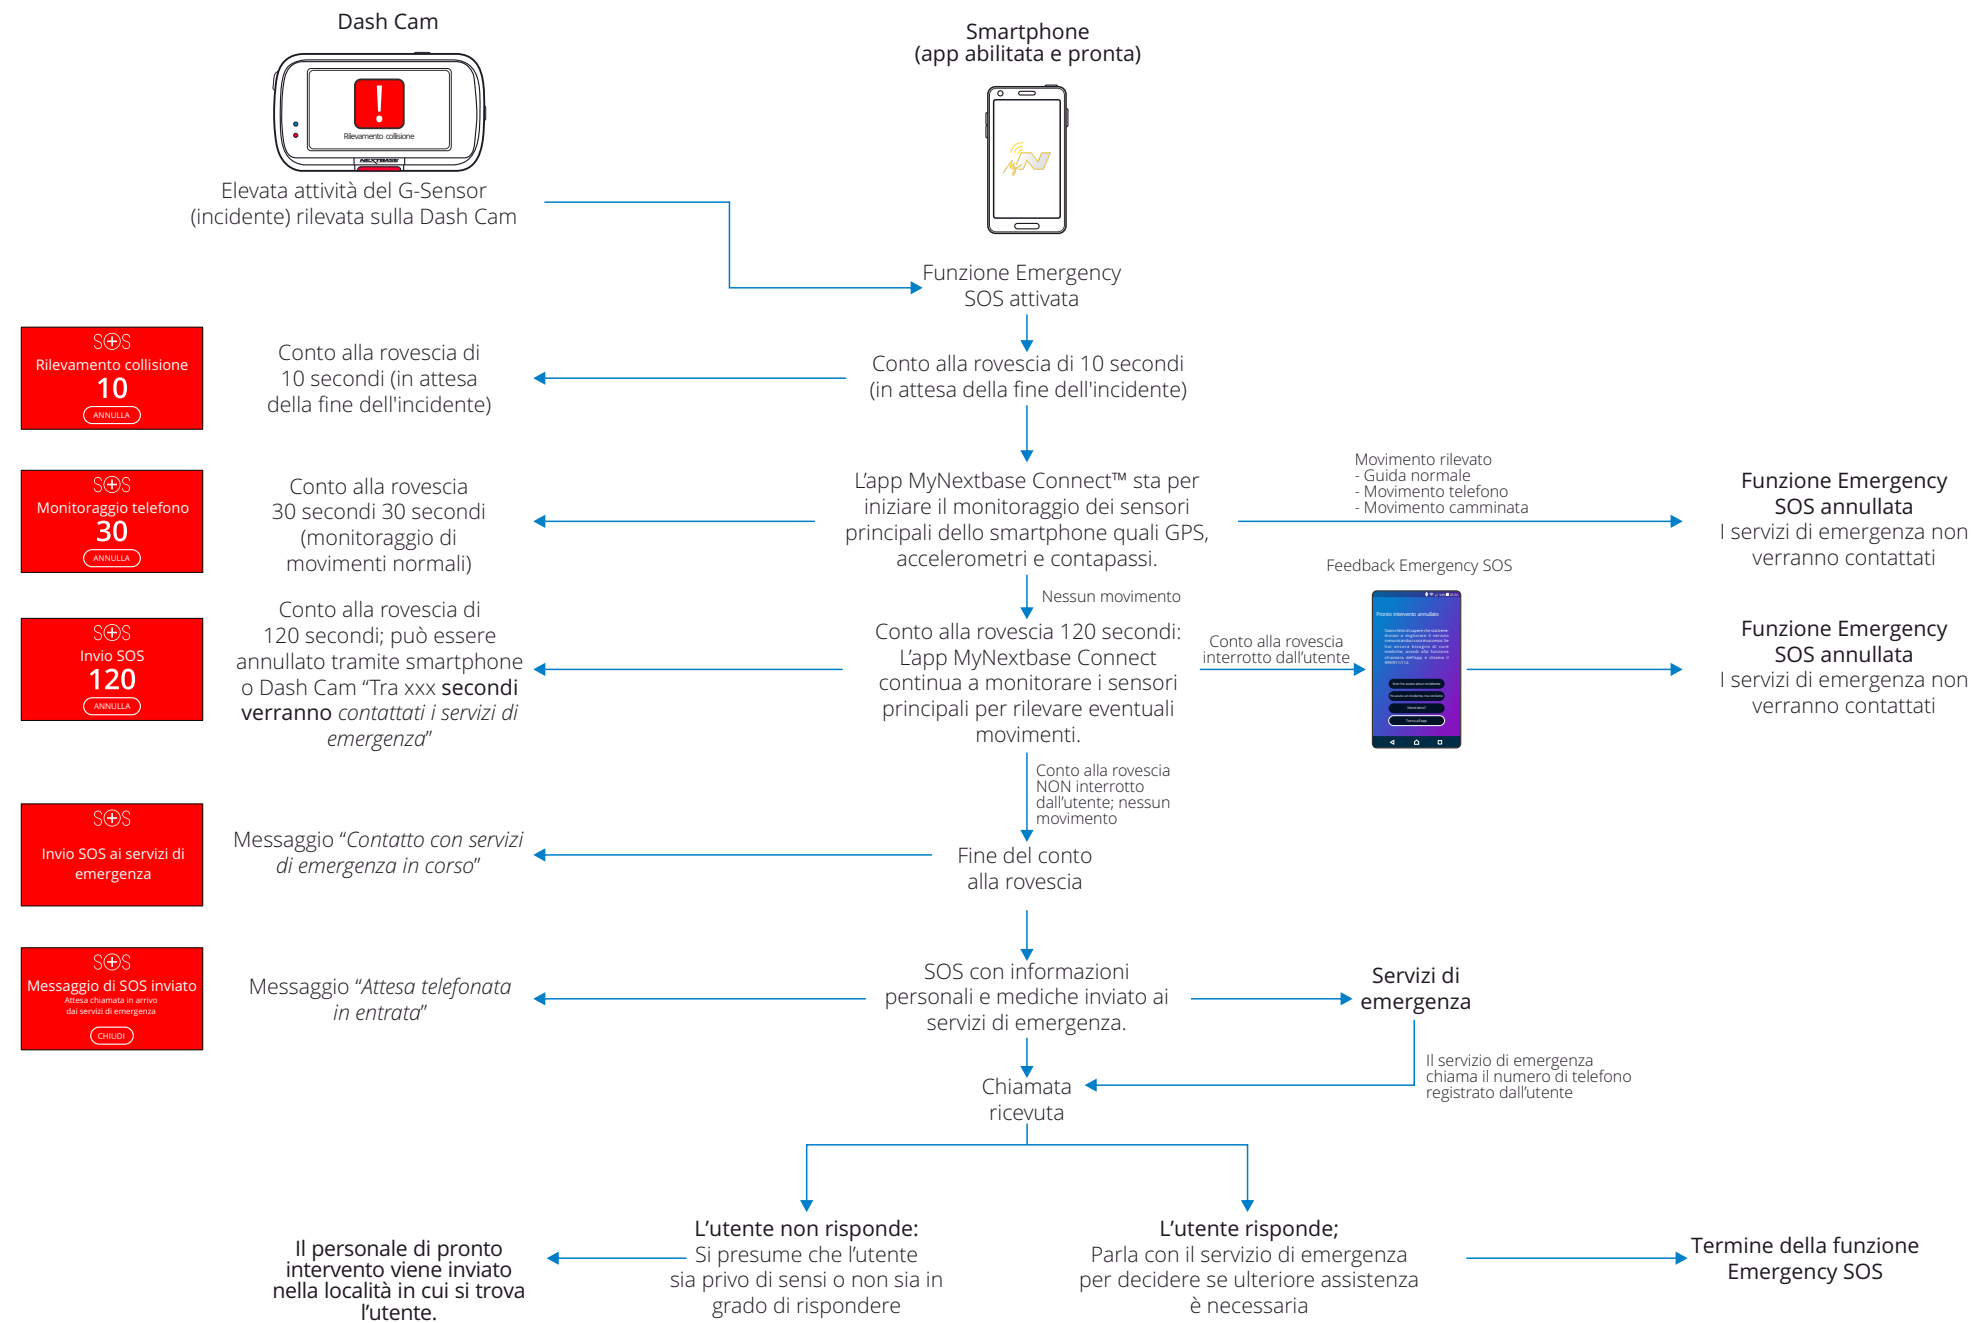 Dash Cam
Smartphone
(app abilitata e pronta)
!
Rilevamento collisione
NEXTBASE
My N
Elevata attività del G-Sensor
(incidente) rilevata sulla Dash Cam
Funzione Emergency
SOS attivata
SOS
Rilevamento collisione
10
ANNULLA
Conto alla rovescia di
10 secondi (in attesa
della fine dell'incidente)
Conto alla rovescia di 10 secondi
(in attesa della fine dell'incidente)
SOS
Monitoraggio telefono
30
ANNULLA
Conto alla rovescia
30 secondi 30 secondi
(monitoraggio di
movimenti normali)
L'app MyNextbase Connect™ sta per
iniziare il monitoraggio dei sensori
principali dello smartphone quali GPS,
accelerometri e contapassi.
Movimento rilevato
- Guida normale
- Movimento telefono
- Movimento camminata
Funzione Emergency
SOS annullata
I servizi di emergenza non
verranno contattati
Nessun movimento
Feedback Emergency SOS
SOS
Invio SOS
120
ANNULLA
Conto alla rovescia di
120 secondi; può essere
annullato tramite smartphone
o Dash Cam “Tra xxx secondi
verranno contattati i servizi di
emergenza”
Conto alla rovescia 120 secondi:
L’app MyNextbase Connect
continua a monitorare i sensori
principali per rilevare eventuali
movimenti.
Conto alla rovescia
interrotto dall’utente
Pronto intervento annullato
Torna all'app
Funzione Emergency
SOS annullata
I servizi di emergenza non
verranno contattati
Conto alla rovescia
NON interrotto
dall’utente; nessun
movimento
SOS
Invio SOS ai servizi di
emergenza
Messaggio “Contatto con servizi
di emergenza in corso”
Fine del conto
alla rovescia
SOS
Messaggio di SOS inviato
Attesa chiamata in arrivo
dai servizi di emergenza
CHIUDI
Messaggio “Attesa telefonata
in entrata”
SOS con informazioni
personali e mediche inviato ai
servizi di emergenza.
Servizi di
emergenza
Il servizio di emergenza
chiama il numero di telefono
registrato dall’utente
Chiamata
ricevuta
Il personale di pronto
intervento viene inviato
nella località in cui si trova
l’utente.
L’utente non risponde:
Si presume che l’utente
sia privo di sensi o non sia in
grado di rispondere
L’utente risponde;
Parla con il servizio di emergenza
per decidere se ulteriore assistenza
è necessaria
Termine della funzione
Emergency SOS